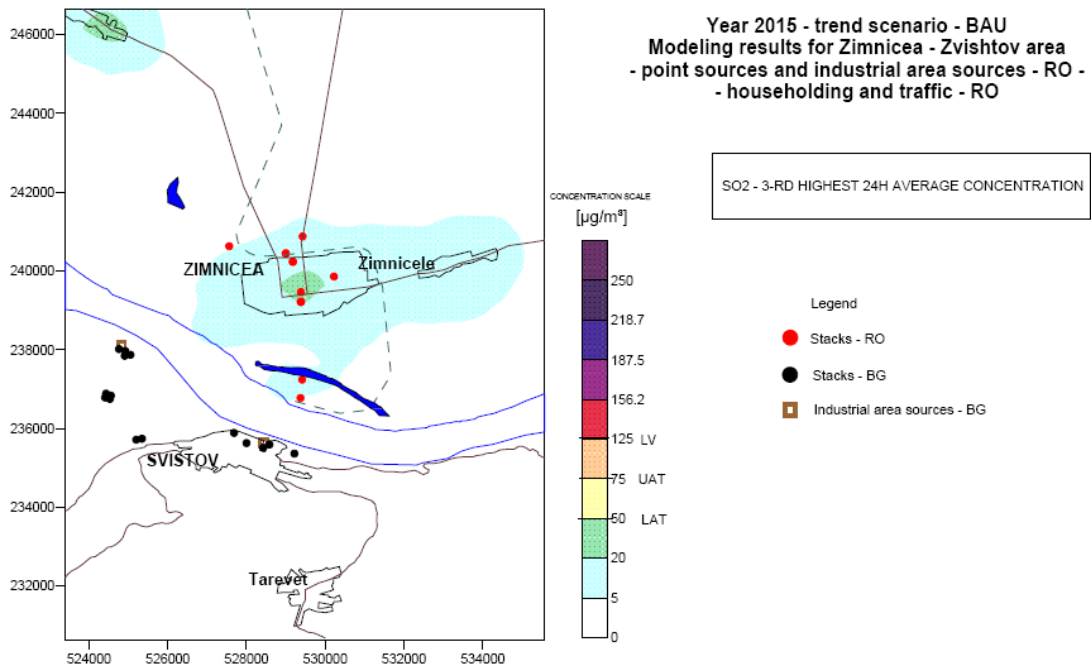 Year 2015 - trend scenario - BAU
Modeling results for Zimnicea - Zvishtov area
- point sources and industrial area sources - RO -
- householding and traffic - RO
SO2 - 3-RD HIGHEST 24H AVERAGE CONCENTRATION
CONCENTRATION SCALE
[µg/m³]
250
218.7
187.5
156.2
125 LV
75 UAT
50 LAT
20
5
0
Legend
Stacks - RO
Stacks - BG
Industrial area sources - BG
246000
244000
242000
240000
238000
236000
234000
232000
ZIMNICEA
Zimnicele
SVISTOV
Tarevet
524000 526000 528000 530000 532000 534000